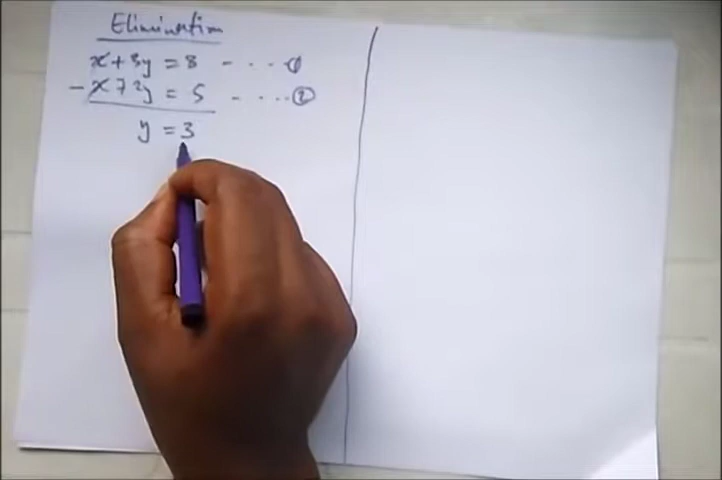 Elimination
x + 3y = 8 - - - - ①
- x + 2y = 5 - - - - ②
y = 3